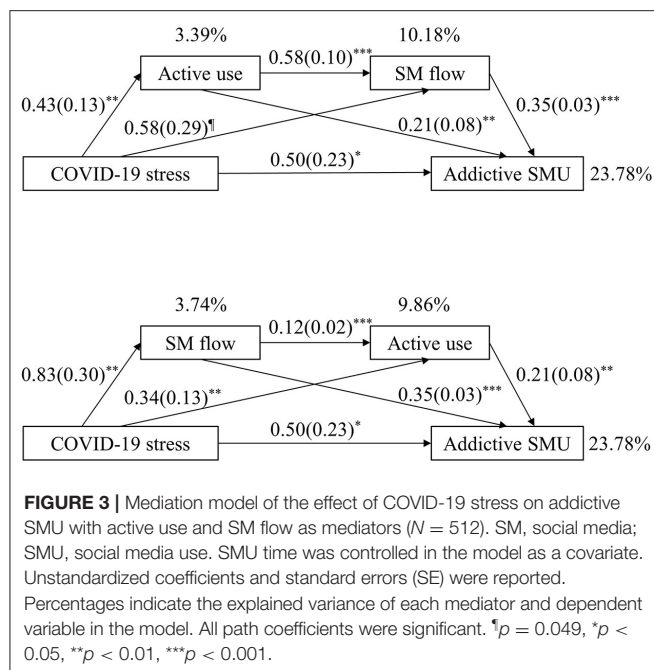 3.39% 10.18%
0.58(0.10)***
Active use SM flow
0.43(0.13)** 0.35(0.03)***
0.58(0.29)¶ 0.21(0.08)**
0.50(0.23)*
COVID-19 stress Addictive SMU 23.78%
3.74% 9.86%
0.12(0.02)***
SM flow Active use
0.83(0.30)** 0.21(0.08)**
0.34(0.13)** 0.35(0.03)***
0.50(0.23)*
COVID-19 stress Addictive SMU 23.78%
FIGURE 3 | Mediation model of the effect of COVID-19 stress on addictive
SMU with active use and SM flow as mediators (N = 512). SM, social media;
SMU, social media use. SMU time was controlled in the model as a covariate.
Unstandardized coefficients and standard errors (SE) were reported.
Percentages indicate the explained variance of each mediator and dependent
variable in the model. All path coefficients were significant. ¶p = 0.049, *p <
0.05, **p < 0.01, ***p < 0.001.